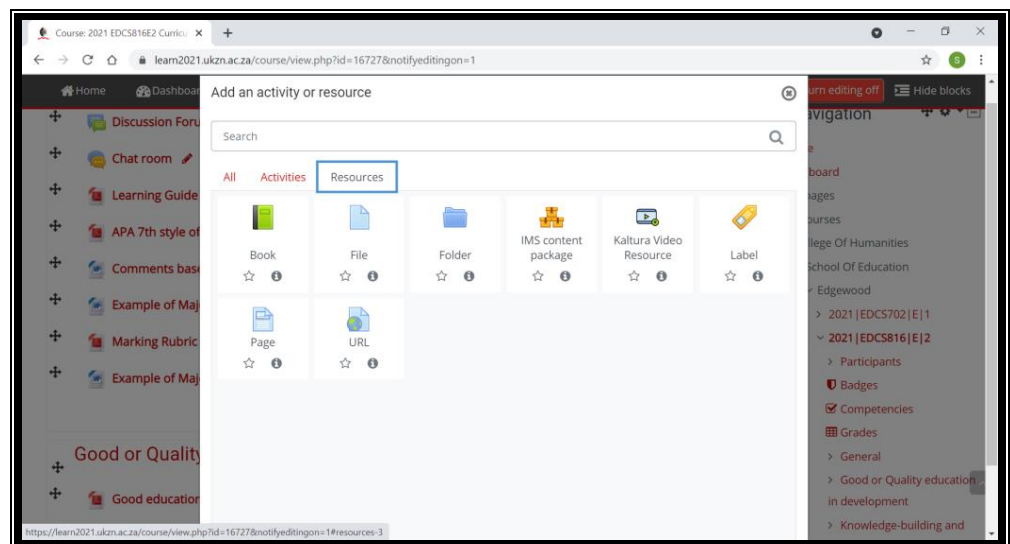 Course: 2021 EDCS816E2 Curricu
learn2021.ukzn.ac.za/course/view.php?id=16727&notifyeditingon=1
S
Home
Dashboar
Add an activity or resource
urn editing off
Hide blocks
avigation
Discussion Foru
Search
e
Chat room
board
All
Activities
Resources
pages
Learning Guide
ourses
APA 7th style of
Book
File
Folder
IMS content
package
Kaltura Video
Resource
Label
llege Of Humanities
School Of Education
Comments base
Edgewood
Example of Maj
2021|EDCS702|E|1
Marking Rubric
Page
URL
2021|EDCS816|E|2
Participants
Example of Maj
Badges
Competencies
Grades
Good or Quality
General
Good or Quality education
in development
Good education
Knowledge-building and
https://learn2021.ukzn.ac.za/course/view.php?id=16727&notifyeditingon=1#resources-3